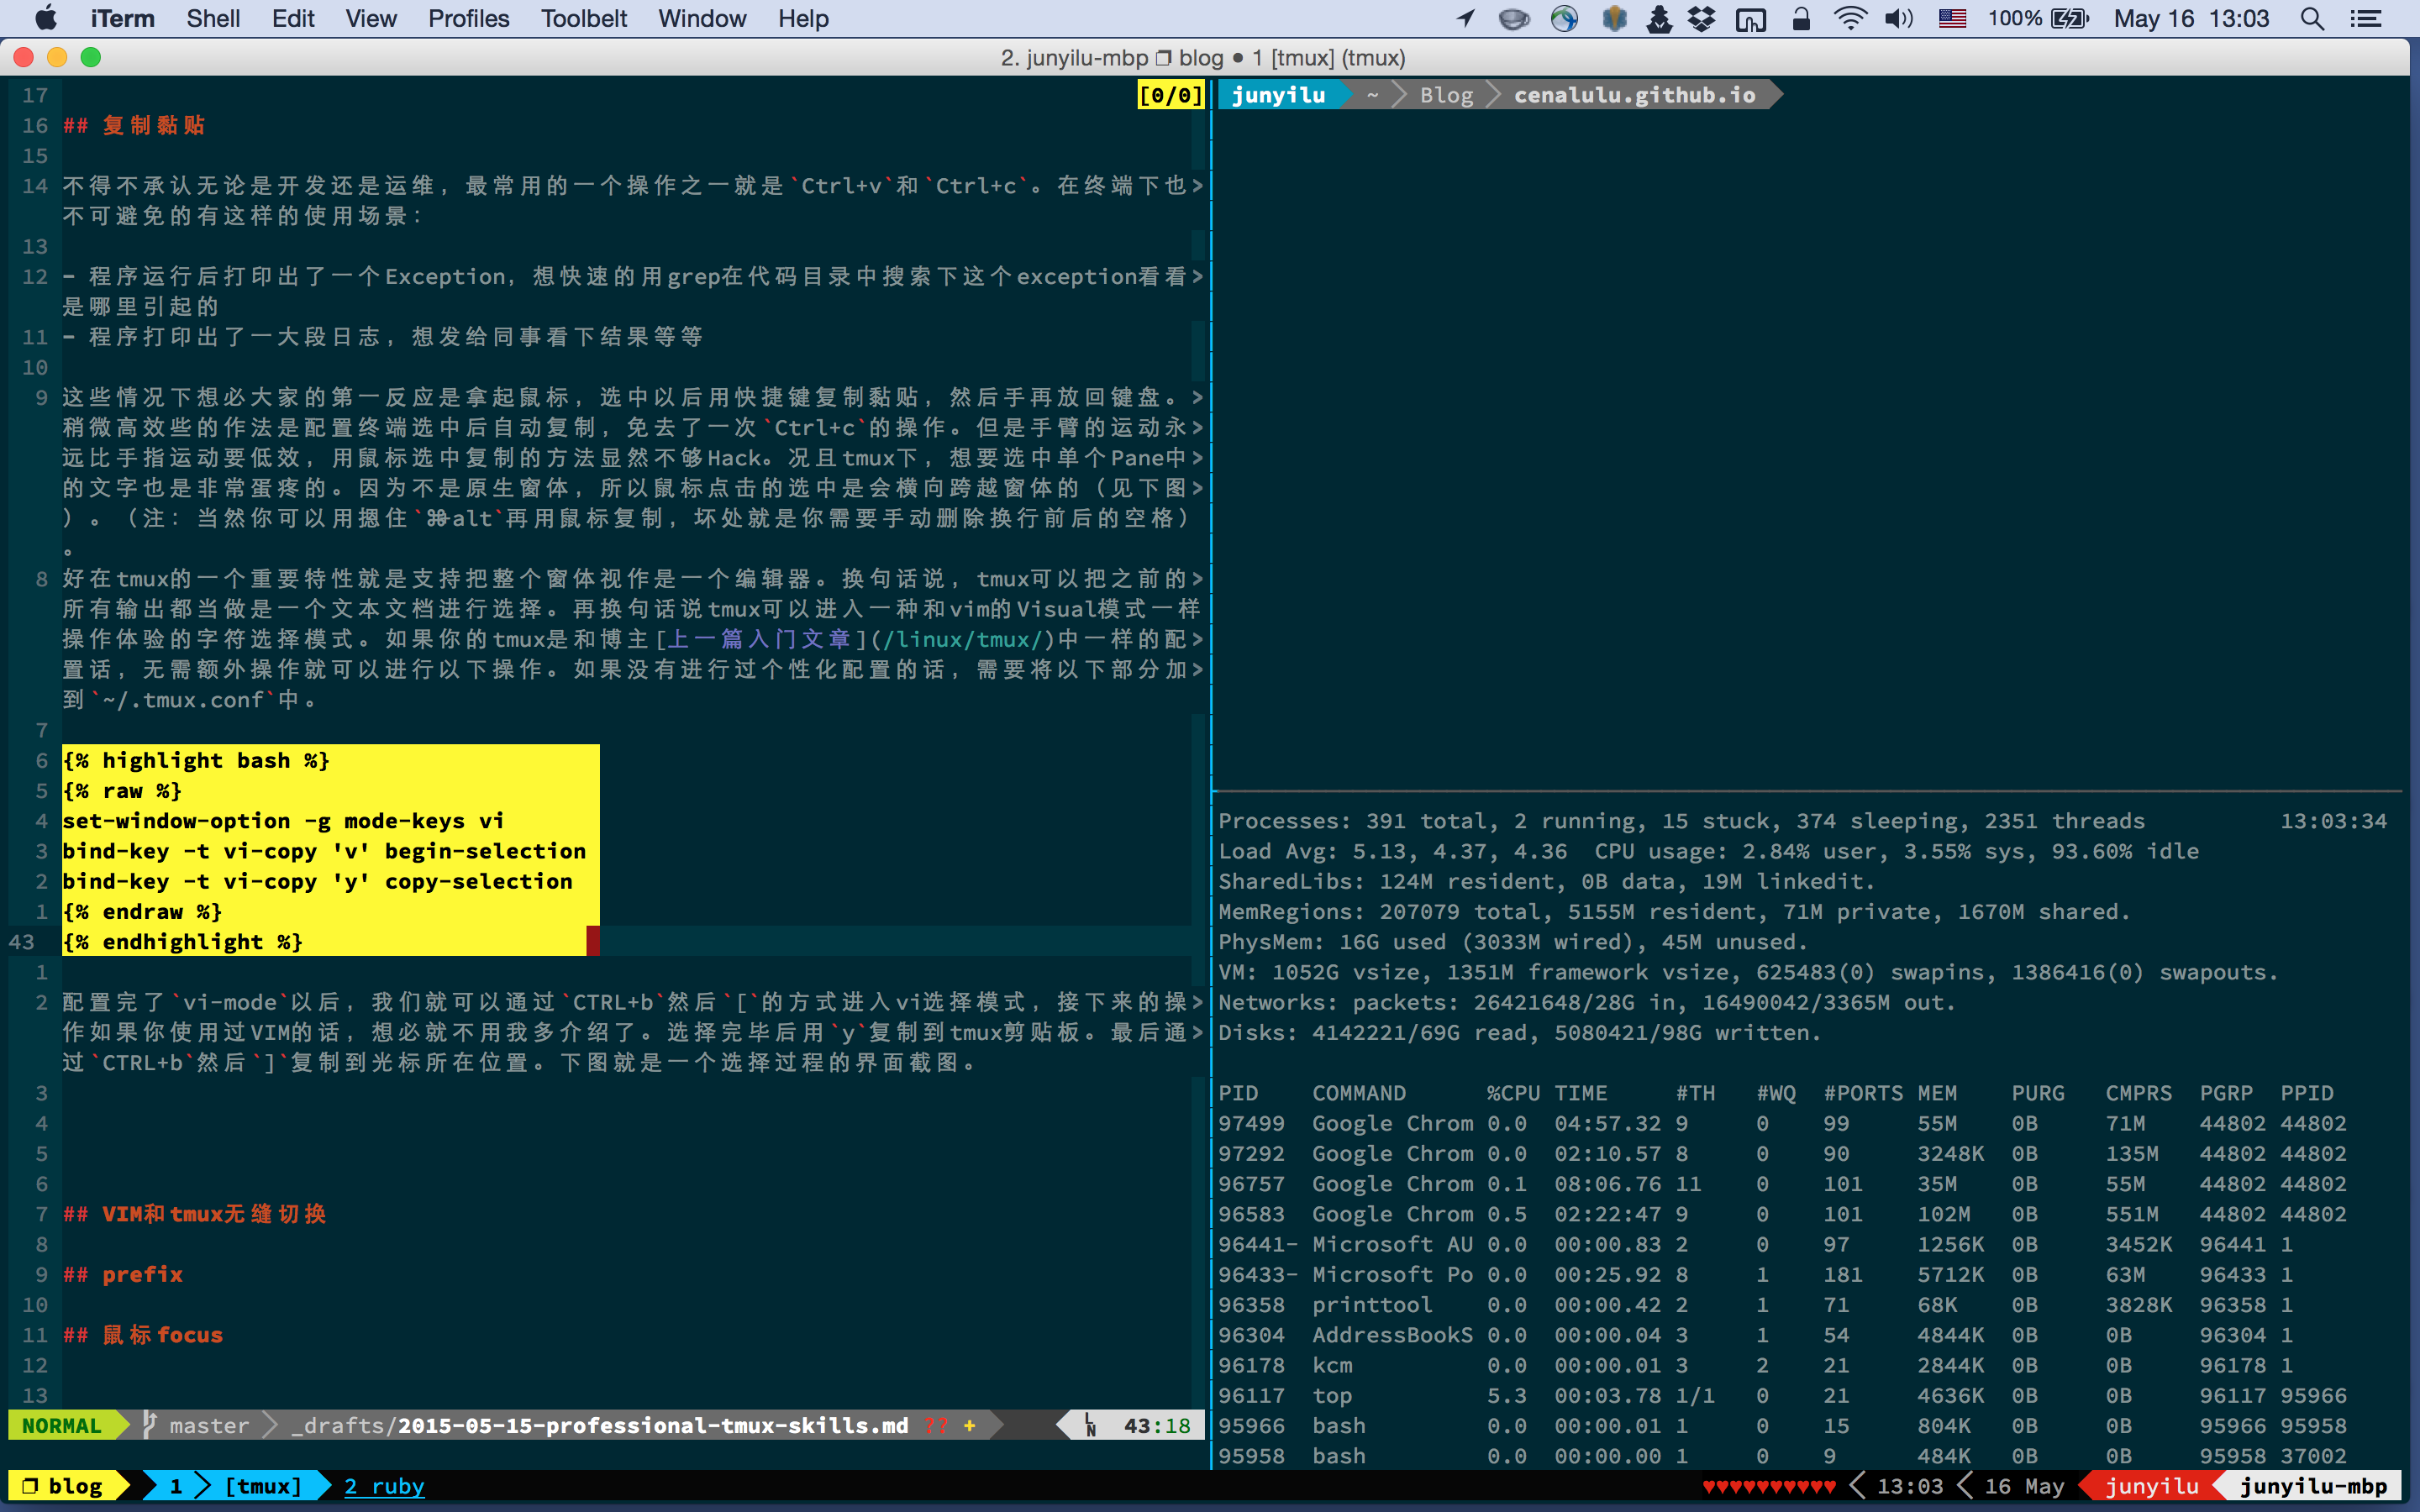 iTerm Shell Edit View Profiles Toolbelt Window Help 100% May 16 13:03
2. junyilu-mbp ❐ blog ● 1 [tmux] (tmux)
17 [0/0]
16 ## 复制黏贴
15
14 不得不承认无论是开发还是运维，最常用的一个操作之一就是`Ctrl+v`和`Ctrl+c`。在终端下也>
不可避免的有这样的使用场景：
13
12 - 程序运行后打印出了一个Exception，想快速的用grep在代码目录中搜索下这个exception看看>
是哪里引起的
11 - 程序打印出了一大段日志，想发给同事看下结果等等
10
9 这些情况下想必大家的第一反应是拿起鼠标，选中以后用快捷键复制黏贴，然后手再放回键盘。>
稍微高效些的作法是配置终端选中后自动复制，免去了一次`Ctrl+c`的操作。但是手臂的运动永>
远比手指运动要低效，用鼠标选中复制的方法显然不够Hack。况且tmux下，想要选中单个Pane中>
的文字也是非常蛋疼的。因为不是原生窗体，所以鼠标点击的选中是会横向跨越窗体的（见下图>
）。（注：当然你可以用摁住`⌘+alt`再用鼠标复制，坏处就是你需要手动删除换行前后的空格）
。
8 好在tmux的一个重要特性就是支持把整个窗体视作是一个编辑器。换句话说，tmux可以把之前的>
所有输出都当做是一个文本文档进行选择。再换句话说tmux可以进入一种和vim的Visual模式一样
操作体验的字符选择模式。如果你的tmux是和博主[上一篇入门文章](/linux/tmux/)中一样的配>
置话，无需额外操作就可以进行以下操作。如果没有进行过个性化配置的话，需要将以下部分加>
到`~/.tmux.conf`中。
7
6 {% highlight bash %}
5 {% raw %}
4 set-window-option -g mode-keys vi
3 bind-key -t vi-copy 'v' begin-selection
2 bind-key -t vi-copy 'y' copy-selection
1 {% endraw %}
43 {% endhighlight %}
1
2 配置完了`vi-mode`以后，我们就可以通过`CTRL+b`然后`[`的方式进入vi选择模式，接下来的操>
作如果你使用过VIM的话，想必就不用我多介绍了。选择完毕后用`y`复制到tmux剪贴板。最后通>
过`CTRL+b`然后`]`复制到光标所在位置。下图就是一个选择过程的界面截图。
3
4
5
6
7 ## VIM和tmux无缝切换
8
9 ## prefix
10
11 ## 鼠标focus
12
13
NORMAL master _drafts/2015-05-15-professional-tmux-skills.md ?? + LN 43:18
junyilu ~ Blog cenalulu.github.io
Processes: 391 total, 2 running, 15 stuck, 374 sleeping, 2351 threads 13:03:34
Load Avg: 5.13, 4.37, 4.36 CPU usage: 2.84% user, 3.55% sys, 93.60% idle
SharedLibs: 124M resident, 0B data, 19M linkedit.
MemRegions: 207079 total, 5155M resident, 71M private, 1670M shared.
PhysMem: 16G used (3033M wired), 45M unused.
VM: 1052G vsize, 1351M framework vsize, 625483(0) swapins, 1386416(0) swapouts.
Networks: packets: 26421648/28G in, 16490042/3365M out.
Disks: 4142221/69G read, 5080421/98G written.
PID COMMAND %CPU TIME #TH #WQ #PORTS MEM PURG CMPRS PGRP PPID
97499 Google Chrom 0.0 04:57.32 9 0 99 55M 0B 71M 44802 44802
97292 Google Chrom 0.0 02:10.57 8 0 90 3248K 0B 135M 44802 44802
96757 Google Chrom 0.1 08:06.76 11 0 101 35M 0B 55M 44802 44802
96583 Google Chrom 0.5 02:22:47 9 0 101 102M 0B 551M 44802 44802
96441- Microsoft AU 0.0 00:00.83 2 0 97 1256K 0B 3452K 96441 1
96433- Microsoft Po 0.0 00:25.92 8 1 181 5712K 0B 63M 96433 1
96358 printtool 0.0 00:00.42 2 1 71 68K 0B 3828K 96358 1
96304 AddressBookS 0.0 00:00.04 3 1 54 4844K 0B 0B 96304 1
96178 kcm 0.0 00:00.01 3 2 21 2844K 0B 0B 96178 1
96117 top 5.3 00:03.78 1/1 0 21 4636K 0B 0B 96117 95966
95966 bash 0.0 00:00.01 1 0 15 804K 0B 0B 95966 95958
95958 bash 0.0 00:00.00 1 0 9 484K 0B 0B 95958 37002
❐ blog 1 [tmux] 2 ruby ♥♥♥♥♥♥♥♥♥♥ 13:03 16 May junyilu junyilu-mbp